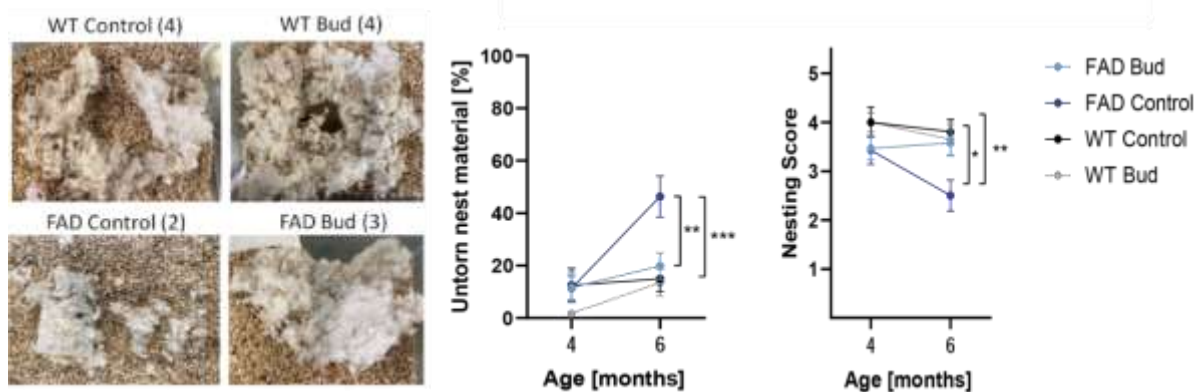 WT Control (4)
WT Bud (4)
FAD Control (2)
FAD Bud (3)
Untorn nest material [%]
100
80
60
40
20
0
4
6
Age [months]
**
***
Nesting Score
5
4
3
2
1
4
6
Age [months]
*
**
FAD Bud
FAD Control
WT Control
WT Bud